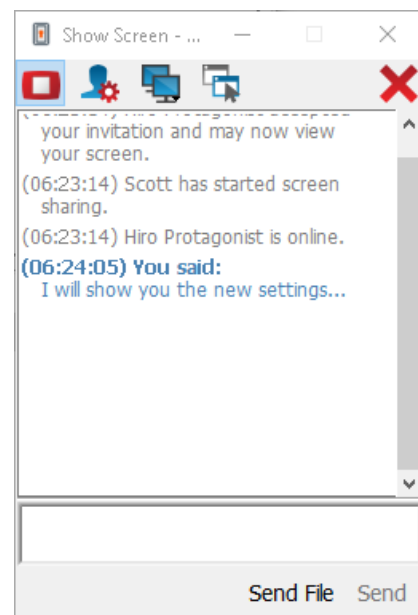 Show Screen - ...
your invitation and may now view
your screen.
(06:23:14) Scott has started screen
sharing.
(06:23:14) Hiro Protagonist is online.
(06:24:05) You said:
I will show you the new settings...
Send File Send